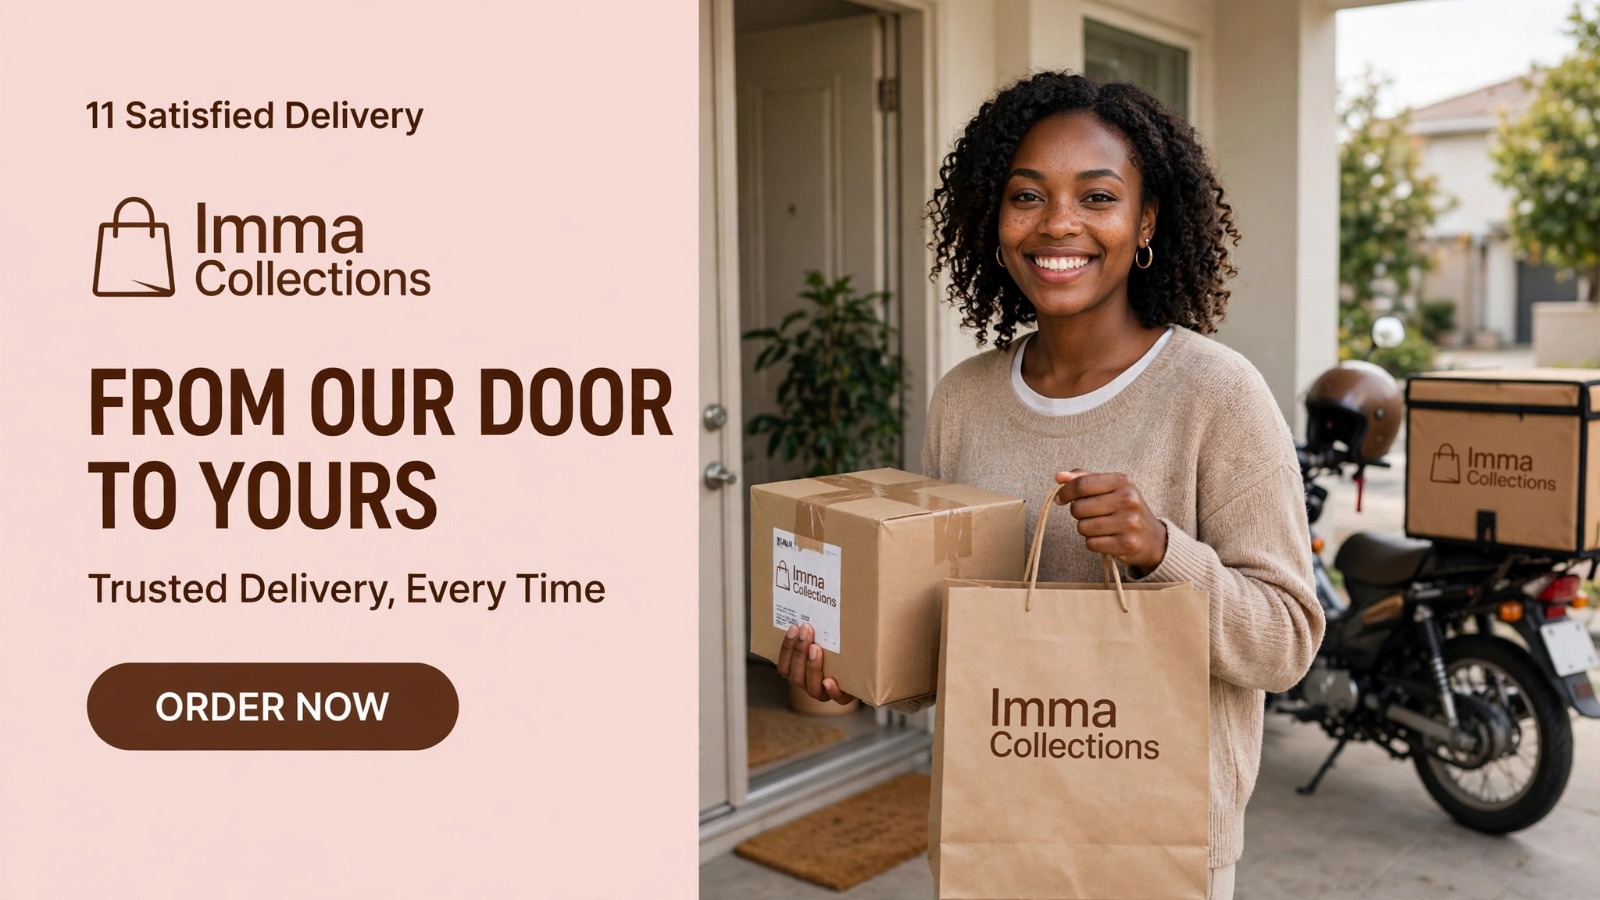 11 Satisfied Delivery
Imma
Collections
FROM OUR DOOR
TO YOURS
Trusted Delivery, Every Time
ORDER NOW
Imma
Collections
Imma
Collections
Imma
Collections